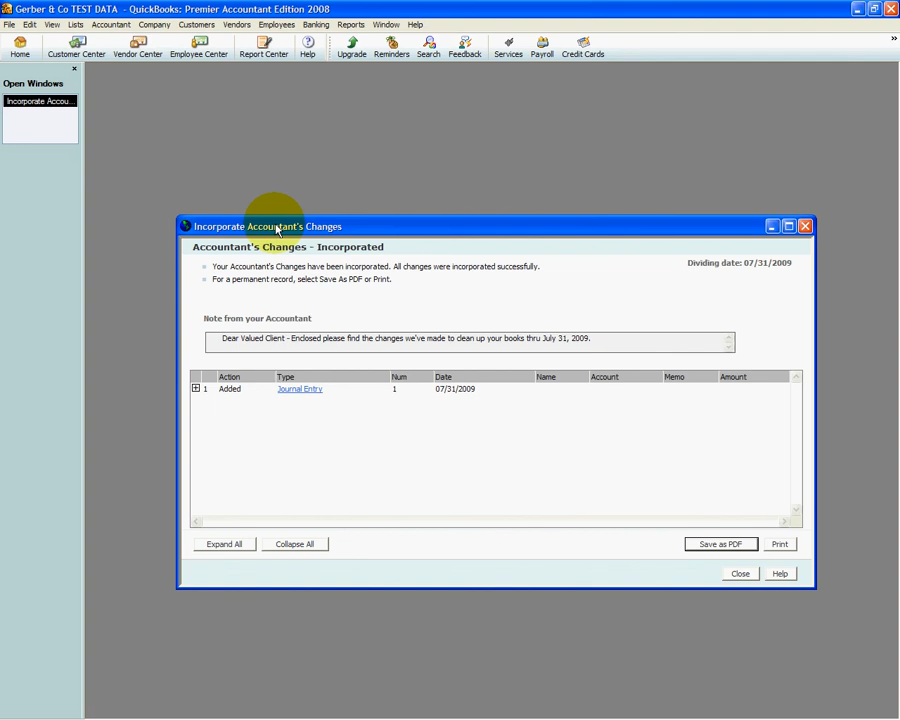 Gerber & Co TEST DATA - QuickBooks: Premier Accountant Edition 2008
File Edit View Lists Accountant Company Customers Vendors Employees Banking Reports Window Help
Home Customer Center Vendor Center Employee Center Report Center Help Upgrade Reminders Search Feedback Services Payroll Credit Cards
Open Windows
Incorporate Accou...
Incorporate Accountant's Changes
Accountant's Changes - Incorporated
Your Accountant's Changes have been incorporated. All changes were incorporated successfully.
Dividing date: 07/31/2009
For a permanent record, select Save As PDF or Print.
Note from your Accountant
Dear Valued Client - Enclosed please find the changes we've made to clean up your books thru July 31, 2009.
Action Type Num Date Name Account Memo Amount
1 Added Journal Entry 1 07/31/2009
Expand All Collapse All Save as PDF Print
Close Help